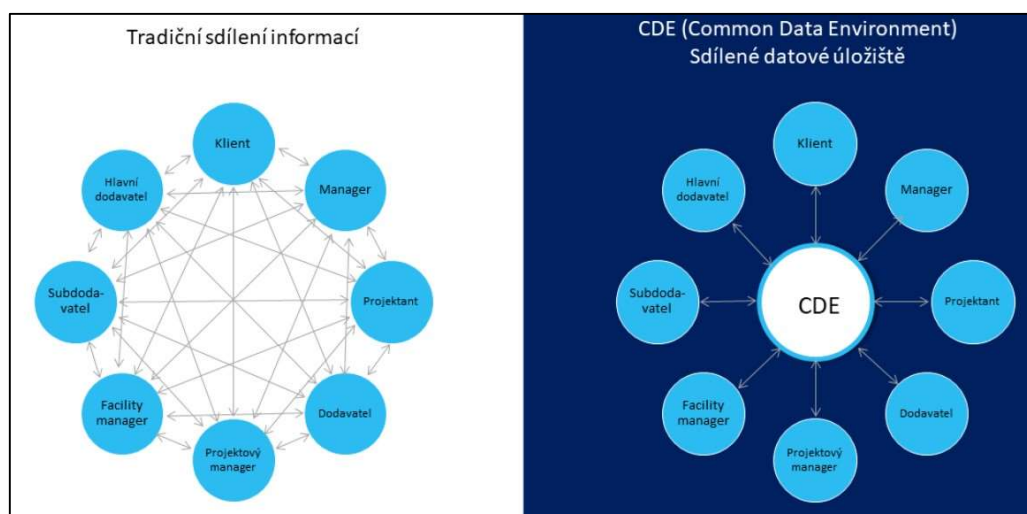 Tradiční sdílení informací
Klient
Manager
Projektant
Dodavatel
Projektový
manager
Facility
manager
Subdoda-
vatel
Hlavní
dodavatel
CDE (Common Data Environment)
Sdílené datové úložiště
Klient
Manager
Projektant
Dodavatel
Projektový
manager
Facility
manager
Subdoda-
vatel
Hlavní
dodavatel
CDE